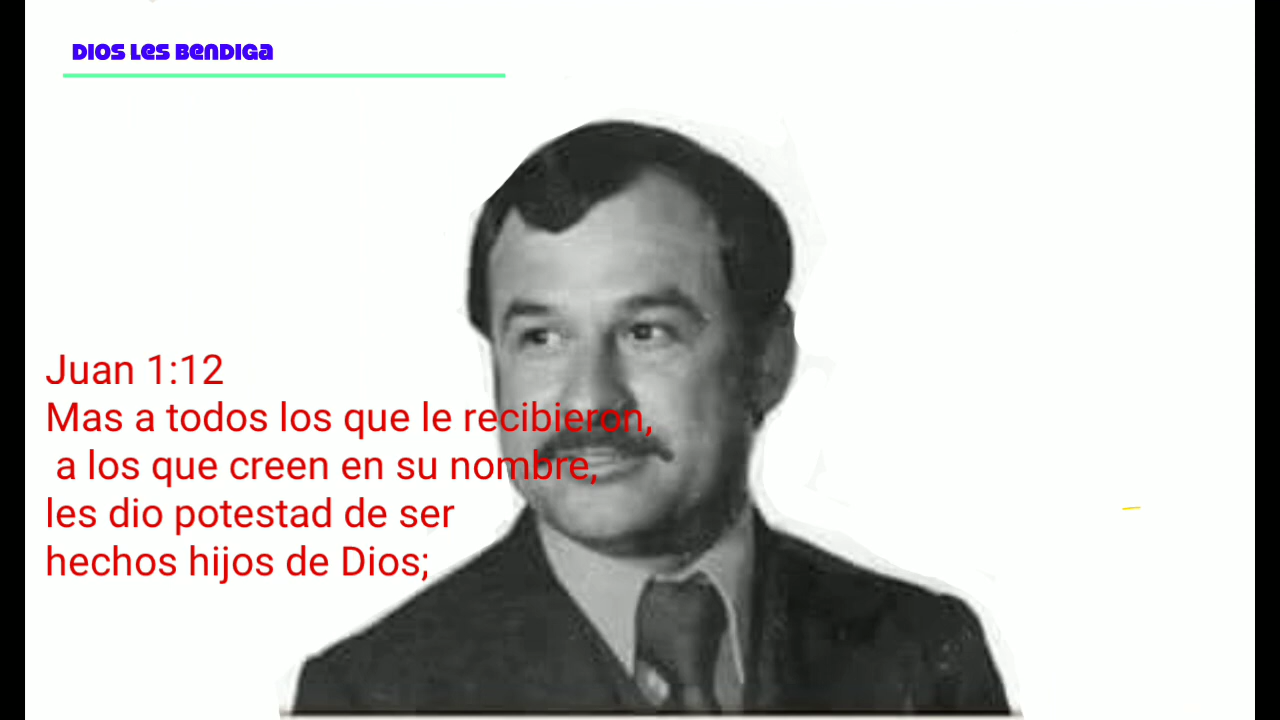 DIOS LES BENDIGA
Juan 1:12
Mas a todos los que le recibieron,
a los que creen en su nombre,
les dio potestad de ser
hechos hijos de Dios;